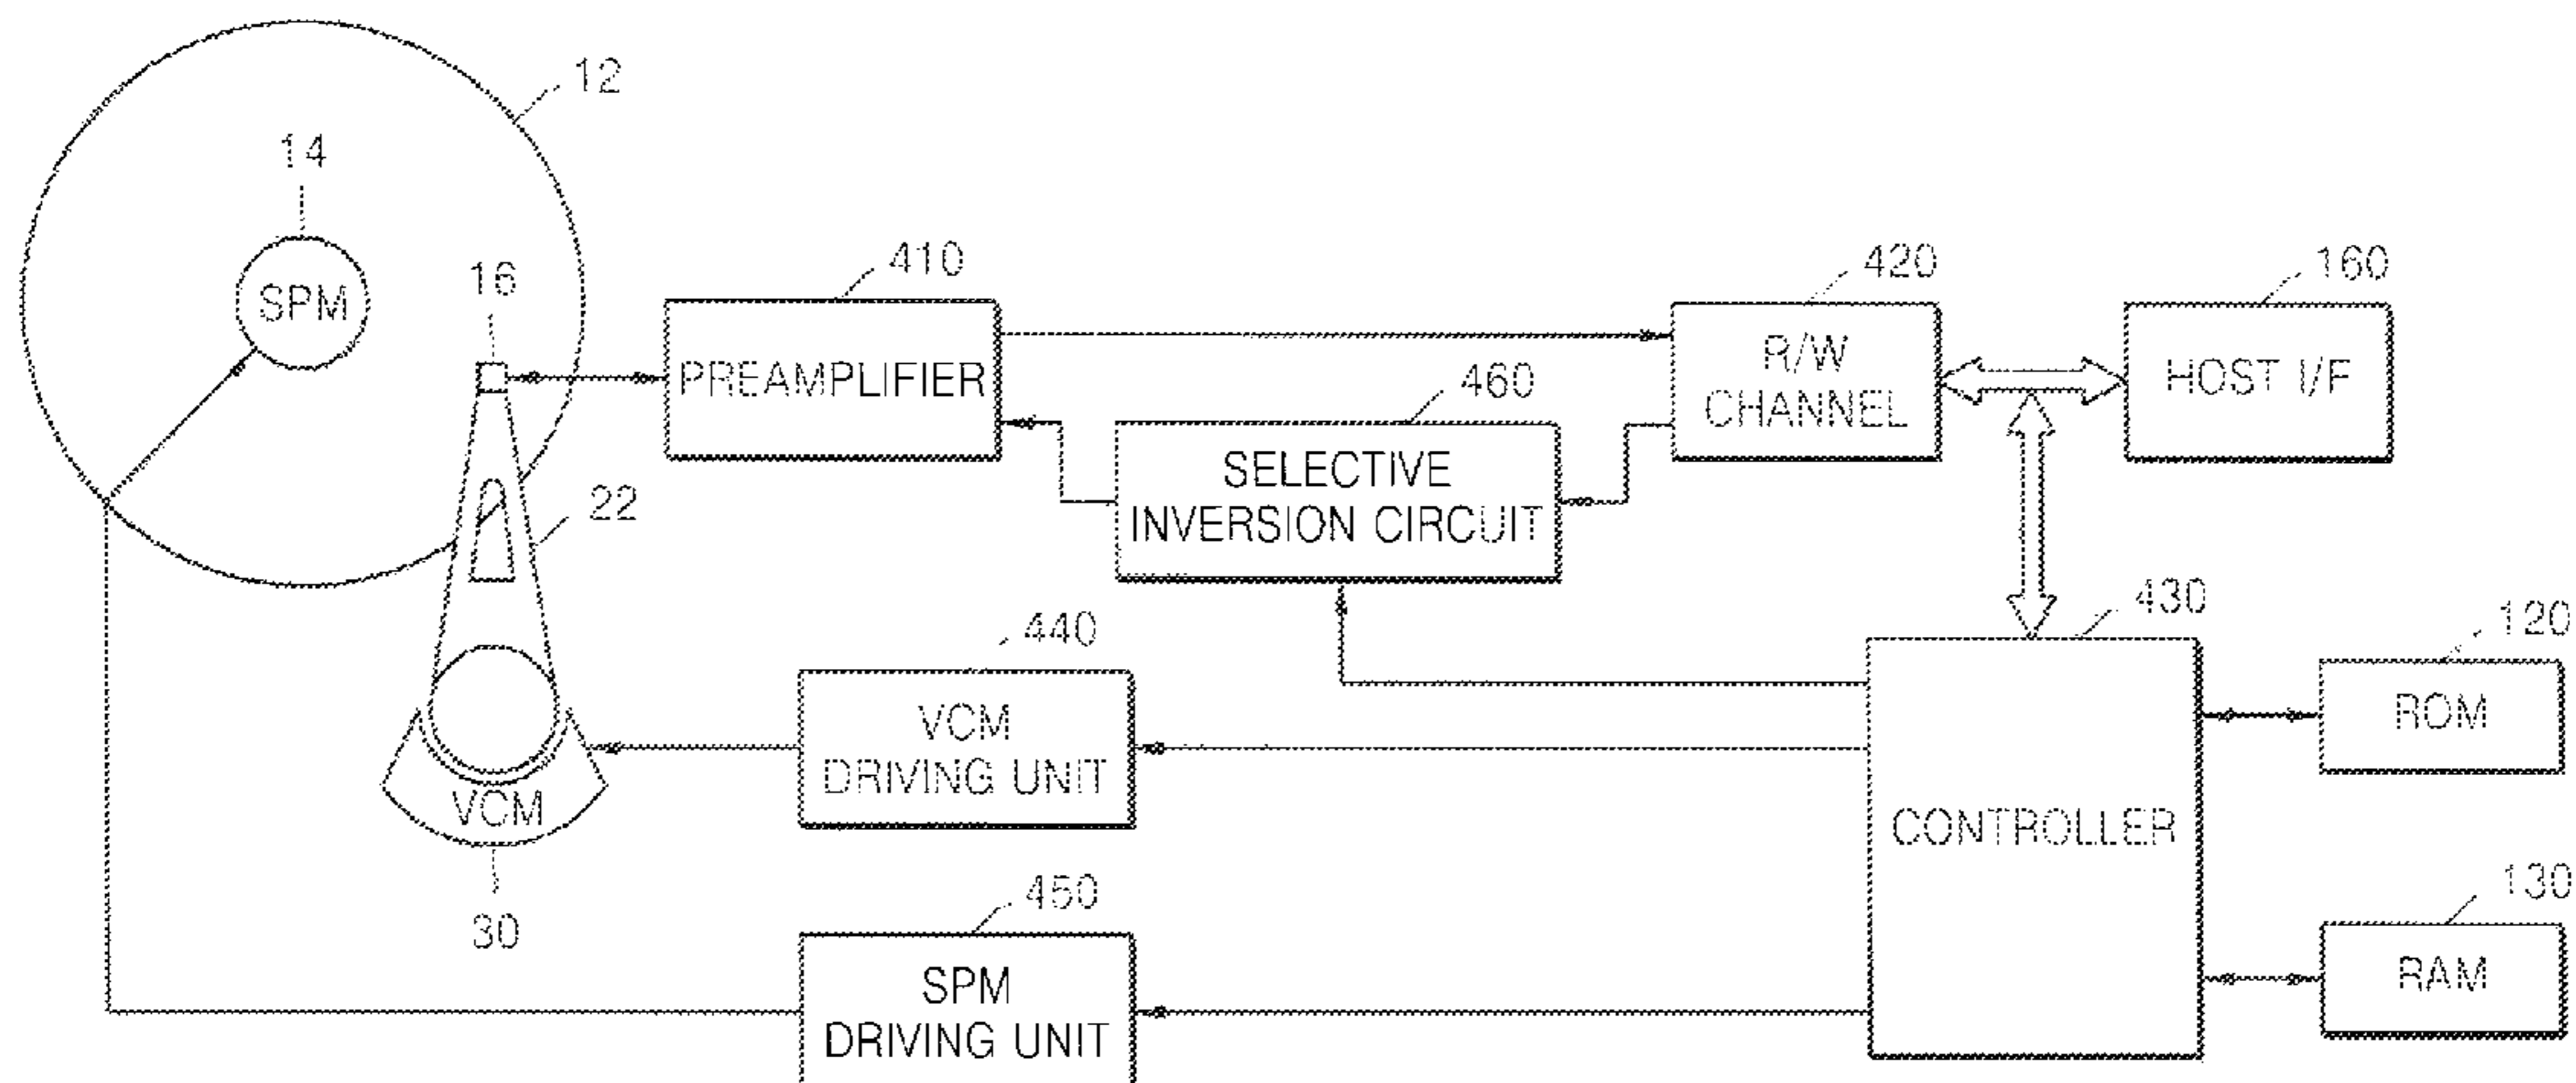 12
14
SPM
16
410
PREAMPLIFIER
420
R/W
CHANNEL
160
HOST I/F
460
SELECTIVE
INVERSION CIRCUIT
22
440
VCM
DRIVING UNIT
430
CONTROLLER
120
ROM
VCM
30
450
SPM
DRIVING UNIT
130
RAM